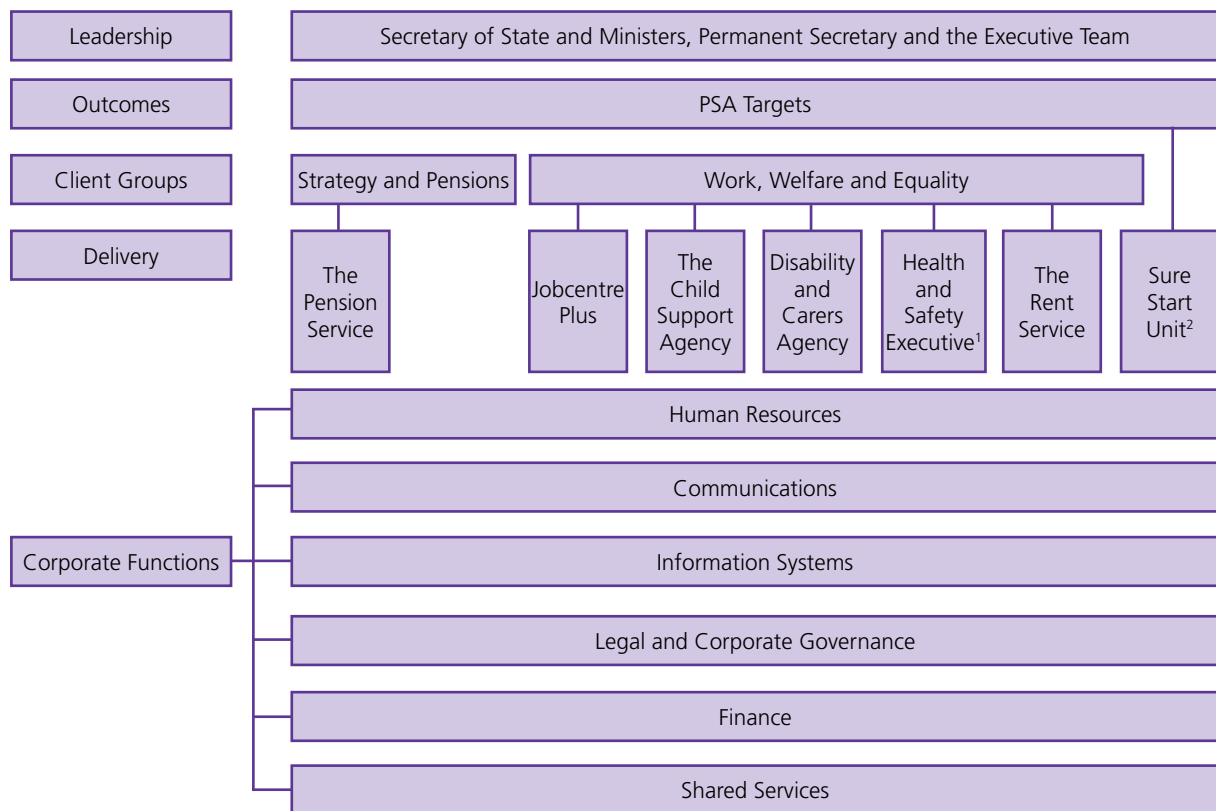 Leadership
Secretary of State and Ministers, Permanent Secretary and the Executive Team
Outcomes
PSA Targets
Client Groups
Strategy and Pensions
Work, Welfare and Equality
Delivery
The
Pension
Service
Jobcentre
Plus
The
Child
Support
Agency
Disability
and
Carers
Agency
Health
and
Safety
Executive¹
The
Rent
Service
Sure
Start
Unit²
Human Resources
Communications
Corporate Functions
Information Systems
Legal and Corporate Governance
Finance
Shared Services